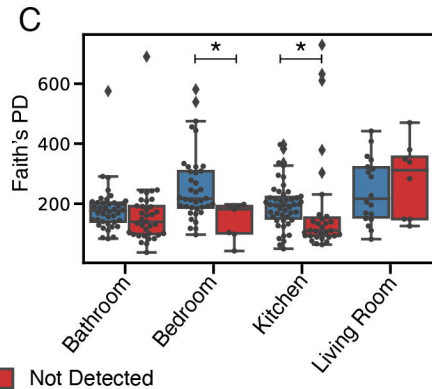 C
* *
600
400
200
Faith's PD
Bathroom
Bedroom
Kitchen
Living Room
Not Detected